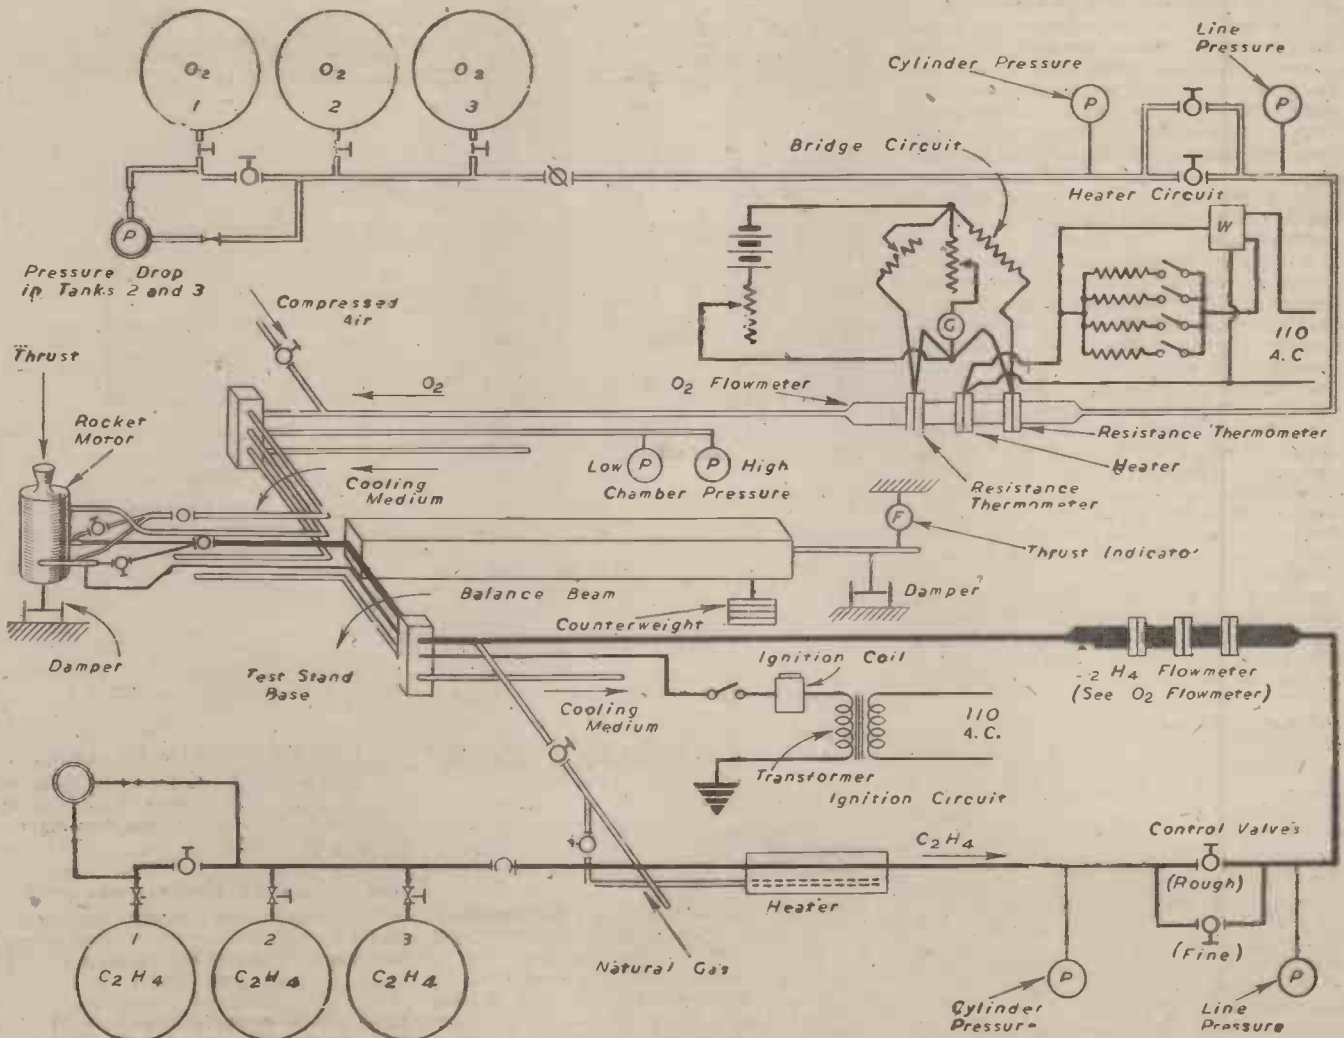 O2
1
O2
2
O2
3
P
Pressure Drop
in Tanks 2 and 3
Cylinder Pressure
P
Line
Pressure
P
Bridge Circuit
Heater Circuit
W
110
A.C
G
Compressed
Air
Thrust
Rocket
Motor
O2
O2 Flowmeter
Resistance Thermometer
Heater
Resistance
Thermometer
Low
P
P
High
Chamber Pressure
Cooling
Medium
F
Thrust Indicator
Damper
Balance Beam
Counterweight
Damper
Test Stand
Base
Cooling
Medium
Ignition Coil
2 H4 Flowmeter
(See O2 Flowmeter)
110
A.C.
Transformer
Ignition Circuit
C2H4
Control Valves
(Rough)
(Fine)
Heater
Natural Gas
1
C2H4
2
C2H4
3
C2H4
P
Cylinder
Pressure
P
Line
Pressure